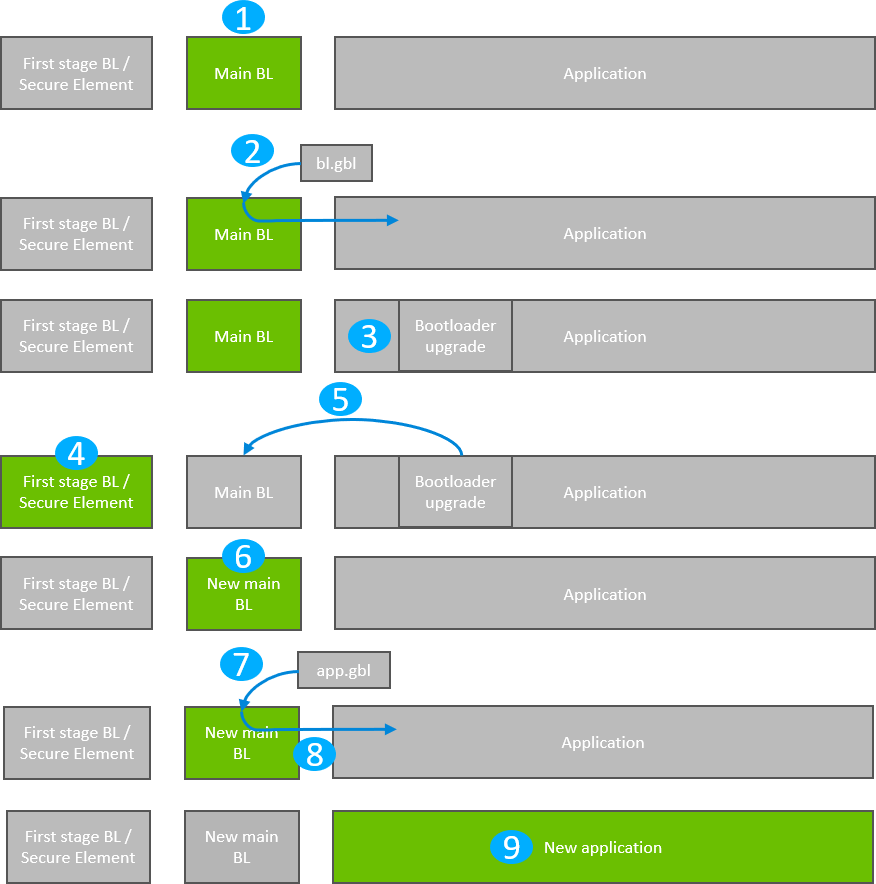 1
First stage BL /
Secure Element
Main BL
Application
2
bl.gbl
First stage BL /
Secure Element
Main BL
Application
First stage BL /
Secure Element
Main BL
3
Bootloader
upgrade
Application
5
4
First stage BL /
Secure Element
Main BL
Bootloader
upgrade
Application
6
First stage BL /
Secure Element
New main
BL
Application
7
app.gbl
First stage BL /
Secure Element
New main
BL
8
Application
First stage BL /
Secure Element
New main
BL
9
New application